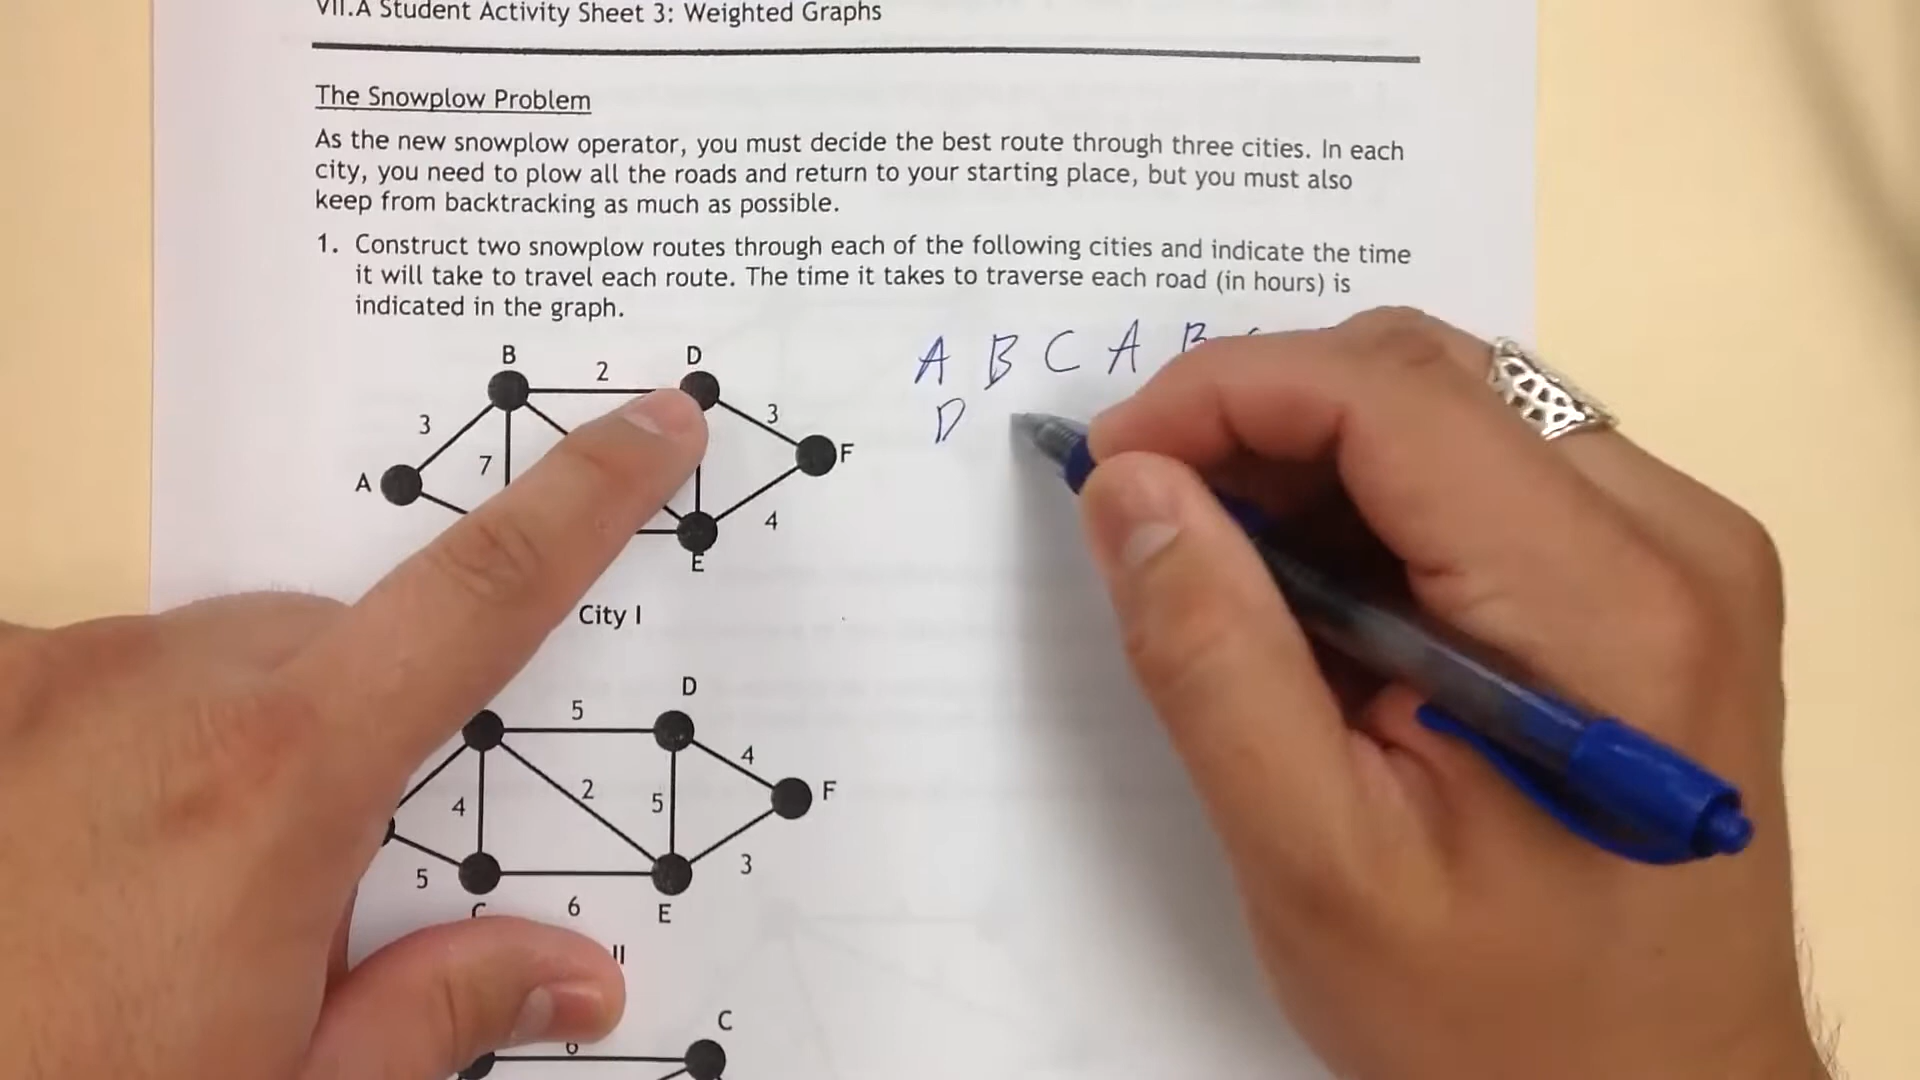 VII.A Student Activity Sheet 3: Weighted Graphs
The Snowplow Problem
As the new snowplow operator, you must decide the best route through three cities. In each
city, you need to plow all the roads and return to your starting place, but you must also
keep from backtracking as much as possible.
1. Construct two snowplow routes through each of the following cities and indicate the time
it will take to travel each route. The time it takes to traverse each road (in hours) is
indicated in the graph.
A B C A B
D
B 2 D
3 3
7
A F
4
E
City I
D
5
4
4 2 5 F
5 3
C 6 E
II
C
6